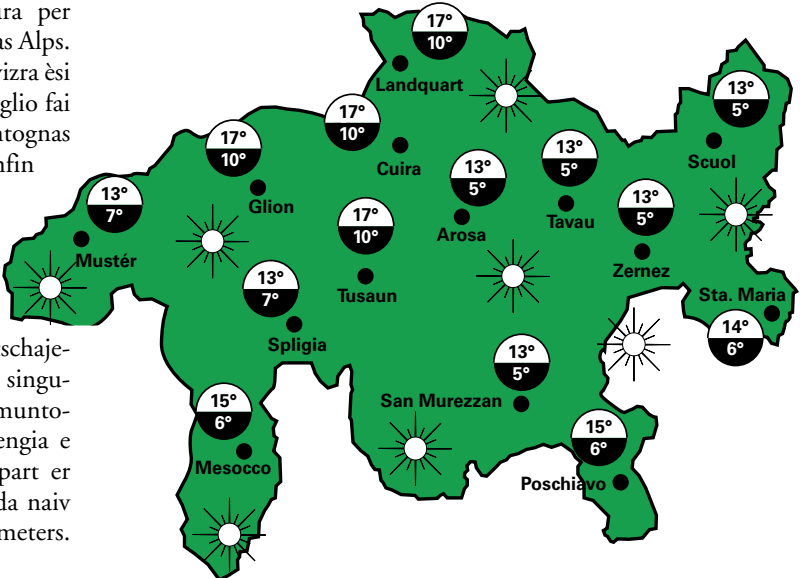 per
as Alps.
vizra èsi
glio fai
ntognas
nfin
rschaje-
singu-
munto-
engia e
part er
da naiv
meters.
17°
10°
Landquart
17°
10°
Cuira
17°
10°
Glion
13°
7°
Mustér
13°
5°
Arosa
13°
5°
Tavau
13°
5°
Scuol
13°
5°
Zernez
17°
10°
Tusaun
13°
7°
Spligia
Sta. Maria
14°
6°
13°
5°
San Murezzan
15°
6°
Mesocco
15°
6°
Poschiavo